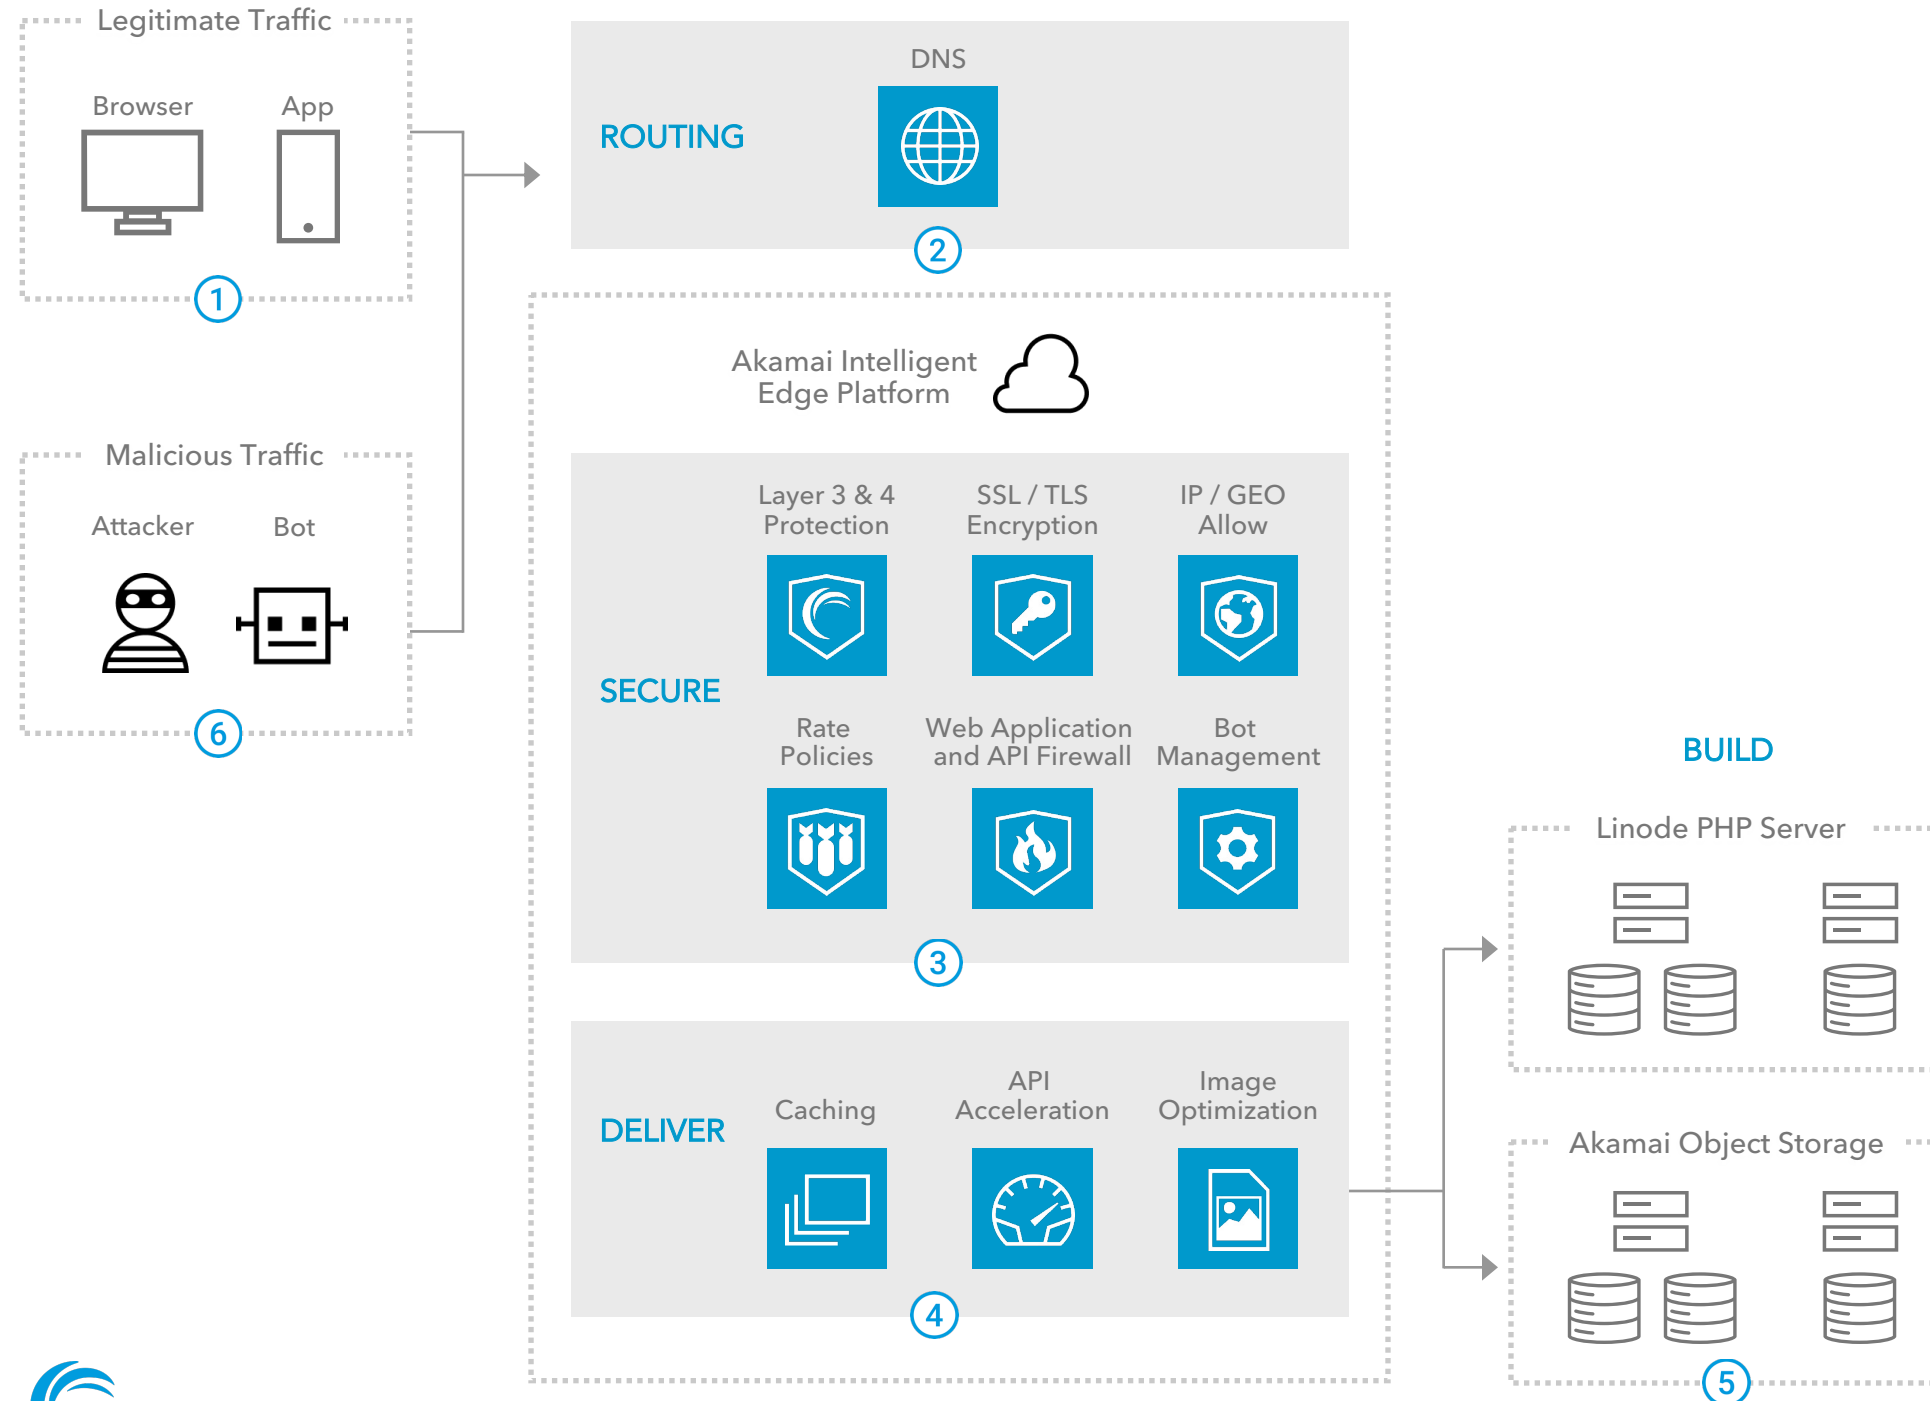 Legitimate Traffic
Browser
App
1
Malicious Traffic
Attacker
Bot
6
DNS
ROUTING
2
Akamai Intelligent
Edge Platform
Layer 3 & 4
Protection
SSL / TLS
Encryption
IP / GEO
Allow
SECURE
Rate
Policies
Web Application
and API Firewall
Bot
Management
3
API
Acceleration
Image
Optimization
Caching
DELIVER
4
BUILD
Linode PHP Server
Akamai Object Storage
5